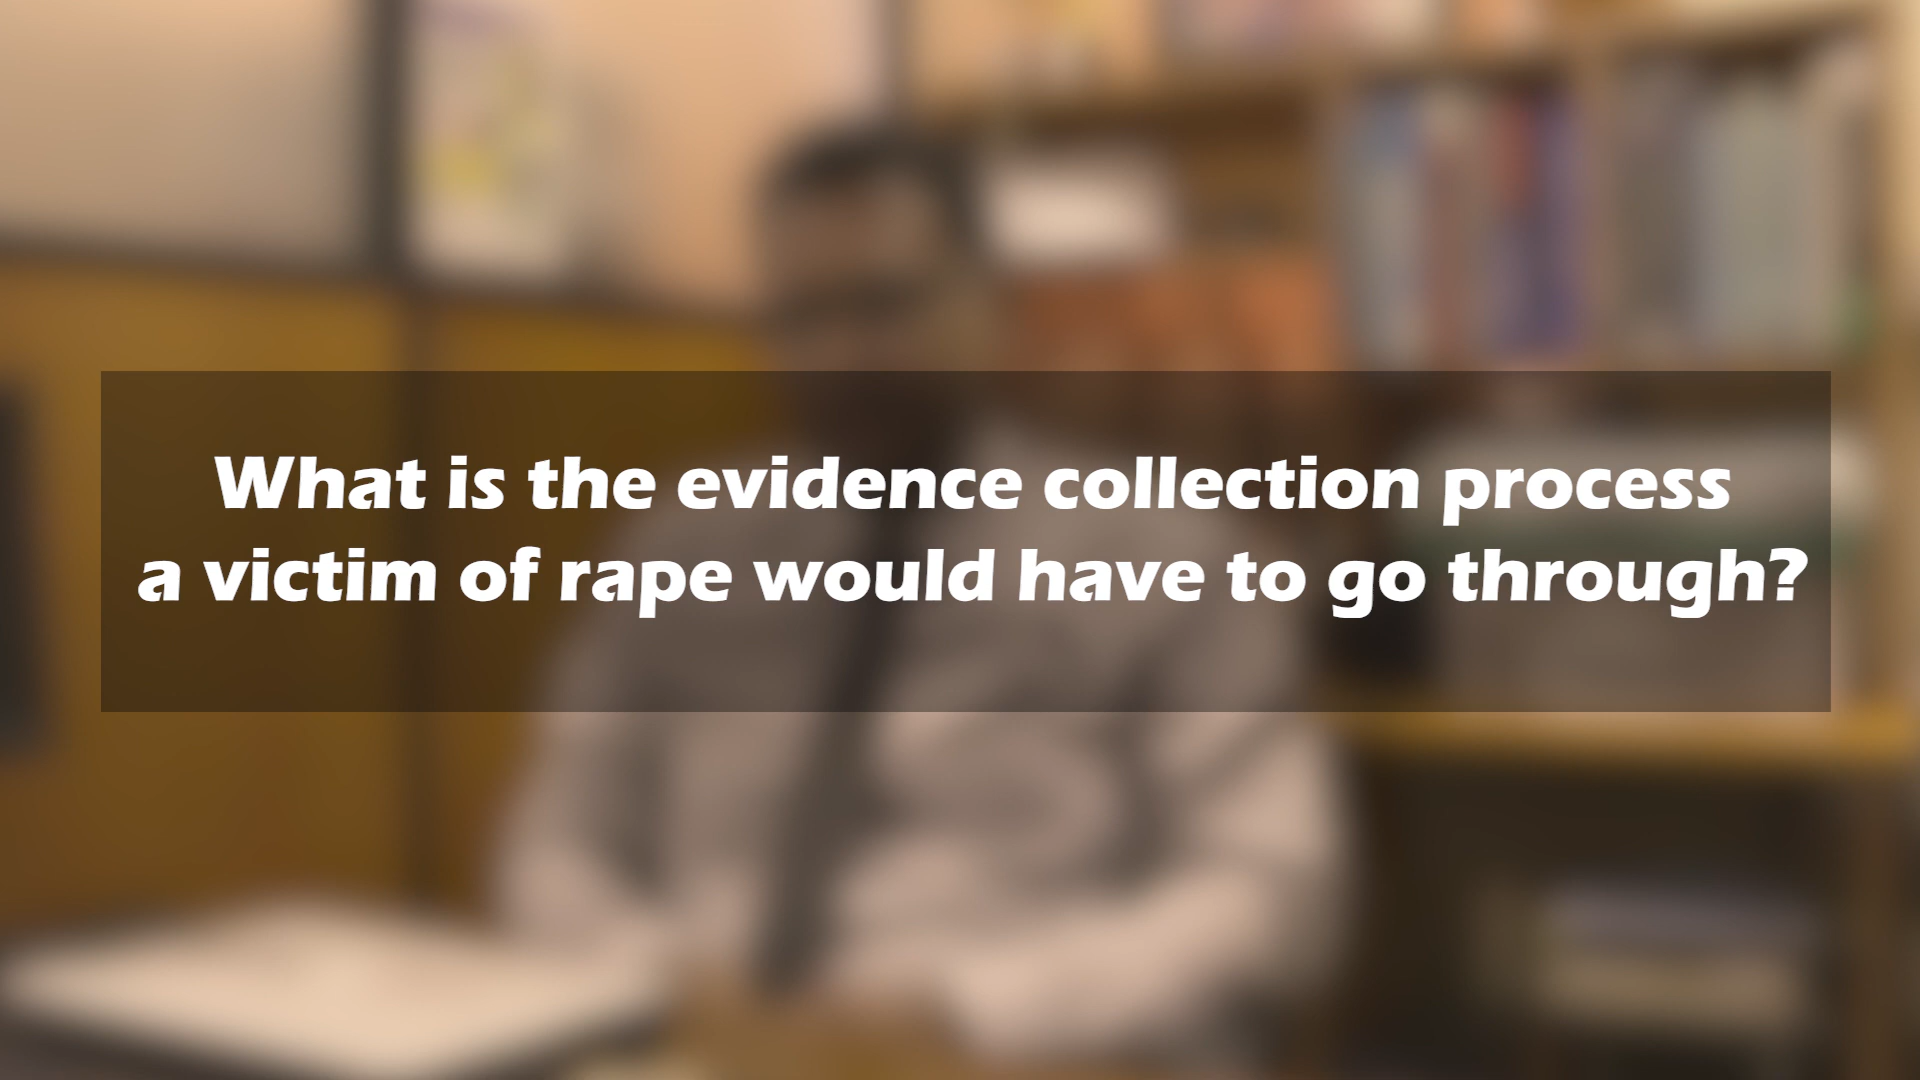 What is the evidence collection process
a victim of rape would have to go through?